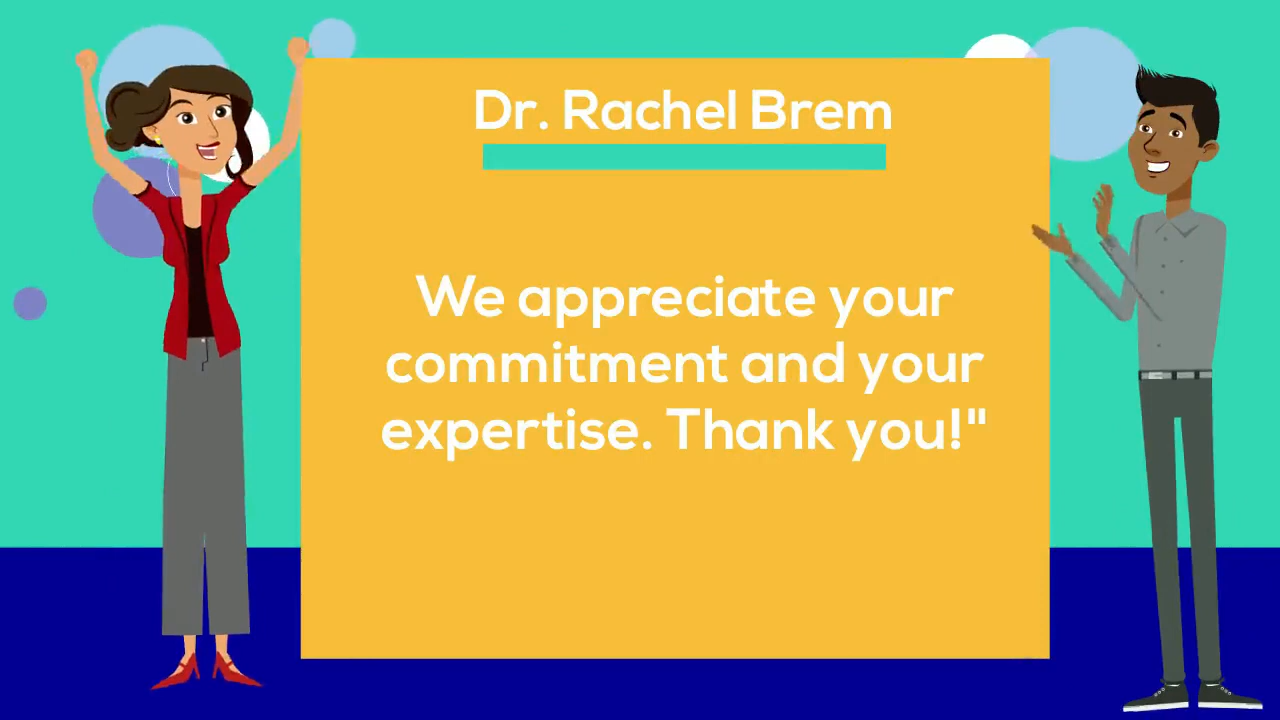 Dr. Rachel Brem
We appreciate your
commitment and your
expertise. Thank you!"